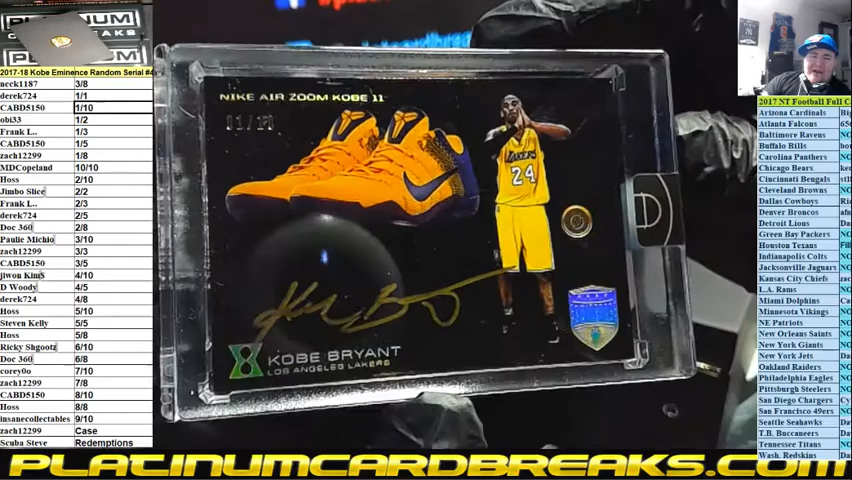 2017-18 Kobe Eminence Random Serial #
neck1187 3/8
derek724 1/1
CABD5150 1/10
obi33 1/2
Frank L.. 1/3
CABD5150 1/5
zach12299 1/8
MDCopeland 10/10
Hoss 2/10
Jimbo Slice 2/2
Frank L.. 2/3
derek724 2/5
Doc 360 2/8
Paulie Michio 3/10
zach12299 3/3
CABD5150 3/5
jiwon KimS 4/10
D Woody 4/5
derek724 4/8
Hoss 5/10
Steven Kelly 5/5
Hoss 5/8
Ricky Shgootz 6/10
Doc 360 6/8
corey0o 7/10
zach12299 7/8
CABD5150 8/10
Hoss 8/8
insanecollectables 9/10
zach12299 Case
Scuba Steve Redemptions
NIKE AIR ZOOM KOBE 11
01/10
LAKERS
24
KOBE BRYANT
LOS ANGELES LAKERS
2017 NT Football Full C
Arizona Cardinals
Atlanta Falcons
Baltimore Ravens
Buffalo Bills
Carolina Panthers
Chicago Bears
Cincinnati Bengals
Cleveland Browns
Dallas Cowboys
Denver Broncos
Detroit Lions
Green Bay Packers
Houston Texans
Indianapolis Colts
Jacksonville Jaguars
Kansas City Chiefs
L.A. Rams
Miami Dolphins
Minnesota Vikings
NE Patriots
New Orleans Saints
New York Giants
New York Jets
Oakland Raiders
Philadelphia Eagles
Pittsburgh Steelers
San Diego Chargers
San Francisco 49ers
Seattle Seahawks
T.B. Buccaneers
Tennessee Titans
Wash. Redskins
PLATINUMCARDBREAKS.COM